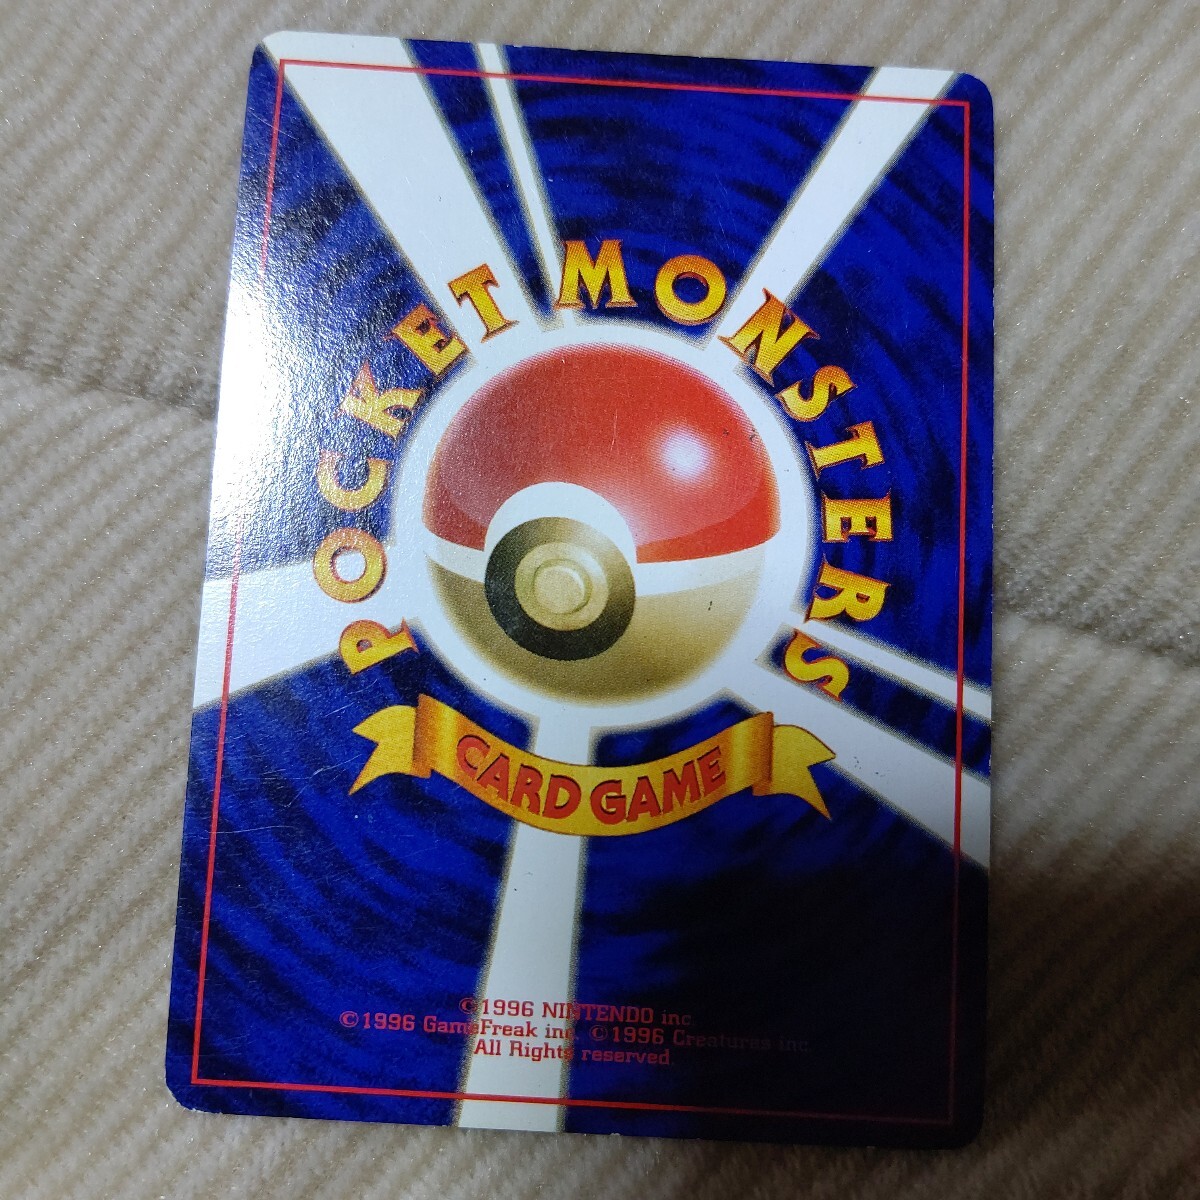 POCKET MONSTERS
CARD GAME
©1996 NINTENDO inc.
©1996 GameFreak inc. ©1996 Creatures inc.
All Rights reserved.